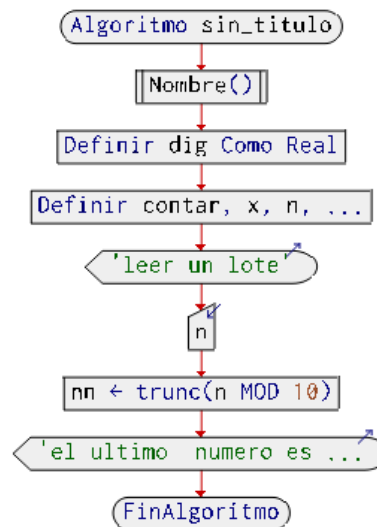 Algoritmo sin_titulo
Nombre()
Definir dig Como Real
Definir contar, x, n, ...
'leer un lote'
n
nn ← trunc(n MOD 10)
'el ultimo  numero es ...
FinAlgoritmo